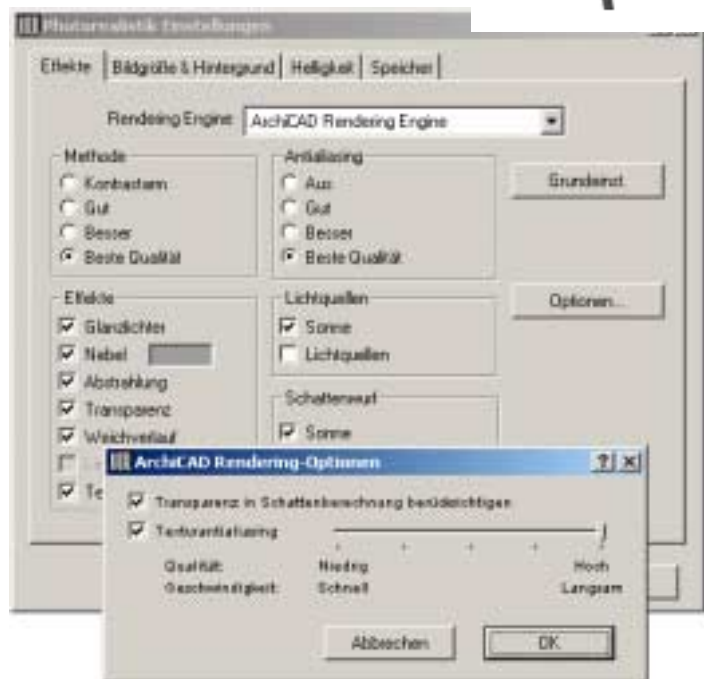 Photorealistik Einstellungen
Effekte Bildgröße & Hintergrund Helligkeit Speicher
Rendering Engine: ArchiCAD Rendering Engine
Methode
Kontrastarm
Gut
Besser
Beste Qualität
Antialiasing
Aus
Gut
Besser
Beste Qualität
Grundeinst.
Effekte
Glanzlichter
Nebel
Abstrahlung
Transparenz
Weichverlauf
Te
Lichtquellen
Sonne
Lichtquellen
Optionen...
Schattenwurf
Sonne
ArchiCAD Rendering-Optionen
Transparenz in Schattenberechnung berücksichtigen
Texturantialiasing
Qualität: Niedrig Hoch
Geschwindigkeit: Schnell Langsam
Abbrechen OK